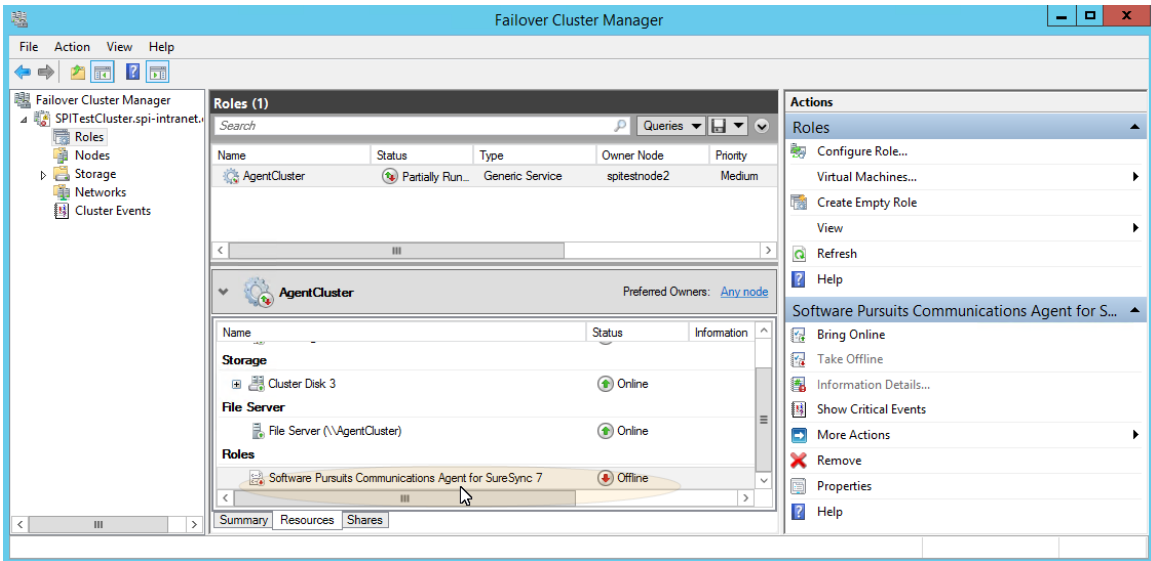 Failover Cluster Manager
File Action View Help
Failover Cluster Manager
SPITestCluster.spi-intranet.
Roles
Nodes
Storage
Networks
Cluster Events
Roles (1)
Search
Queries
Name Status Type Owner Node Priority
AgentCluster Partially Run... Generic Service spitestnode2 Medium
AgentCluster Preferred Owners: Any node
Name Status Information
Storage
Cluster Disk 3 Online
File Server
File Server (\\AgentCluster) Online
Roles
Software Pursuits Communications Agent for SureSync 7 Offline
Summary Resources Shares
Actions
Roles
Configure Role...
Virtual Machines...
Create Empty Role
View
Refresh
Help
Software Pursuits Communications Agent for S...
Bring Online
Take Offline
Information Details...
Show Critical Events
More Actions
Remove
Properties
Help